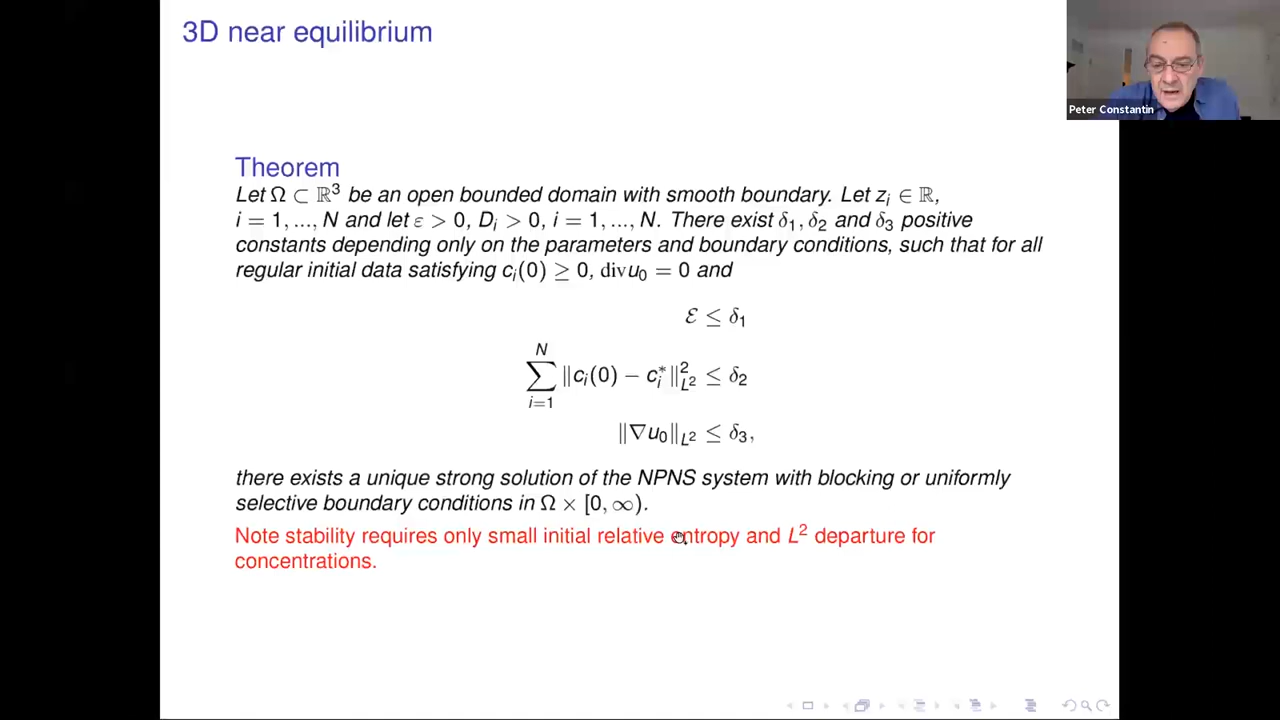 3D near equilibrium
Peter Constantin
Theorem
Let Ω ⊂ ℝ³ be an open bounded domain with smooth boundary. Let zᵢ ∈ ℝ,
i = 1, ..., N and let ε > 0, Dᵢ > 0, i = 1, ..., N. There exist δ₁, δ₂ and δ₃ positive
constants depending only on the parameters and boundary conditions, such that for all
regular initial data satisfying cᵢ(0) ≥ 0, divu₀ = 0 and
ℰ ≤ δ₁
∑_{i=1}^{N} ‖cᵢ(0) − cᵢ*‖²_{L²} ≤ δ₂
‖∇u₀‖_{L²} ≤ δ₃,
there exists a unique strong solution of the NPNS system with blocking or uniformly
selective boundary conditions in Ω × [0, ∞).
Note stability requires only small initial relative entropy and L² departure for
concentrations.